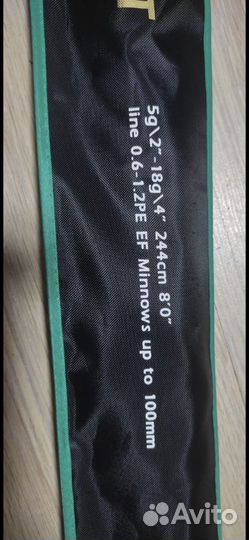 T
5g\2"-18g\4" 244cm 8'0"
line 0.6-1.2PE EF Minnows up to 100mm
Avito